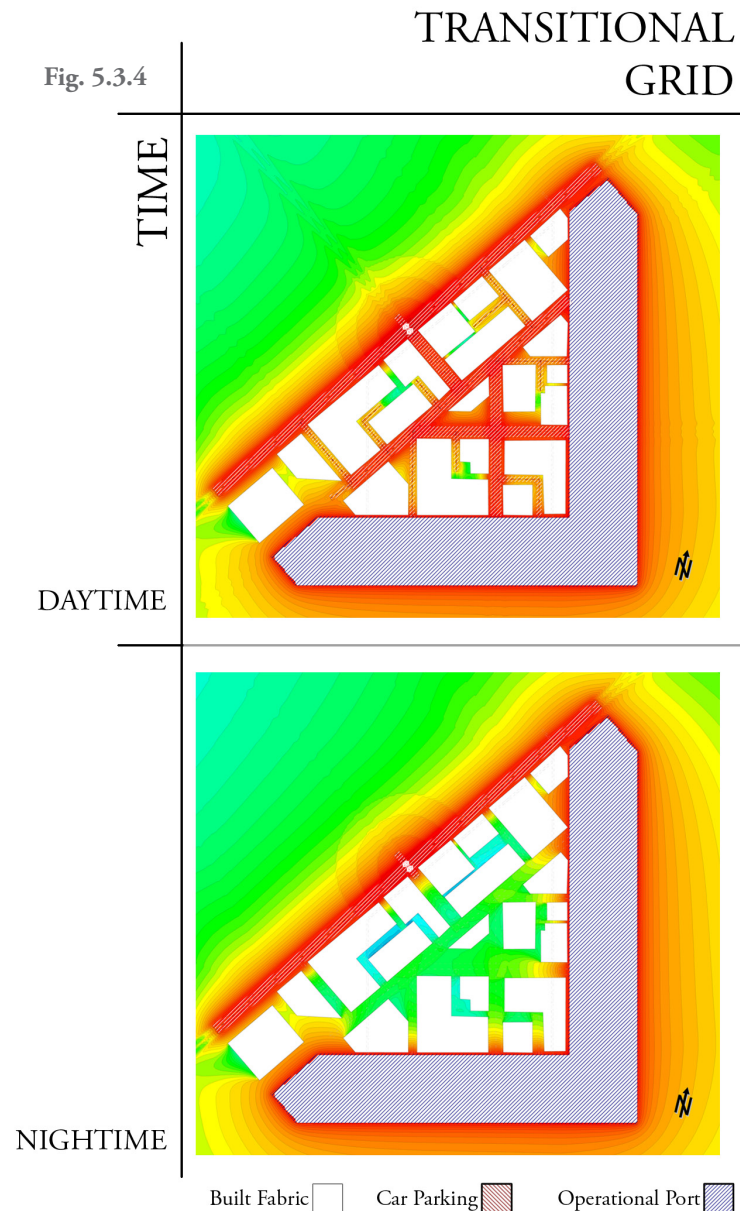 TRANSITIONAL
GRID
Fig. 5.3.4
TIME
N
DAYTIME
N
NIGHTIME
Built Fabric
Car Parking
Operational Port